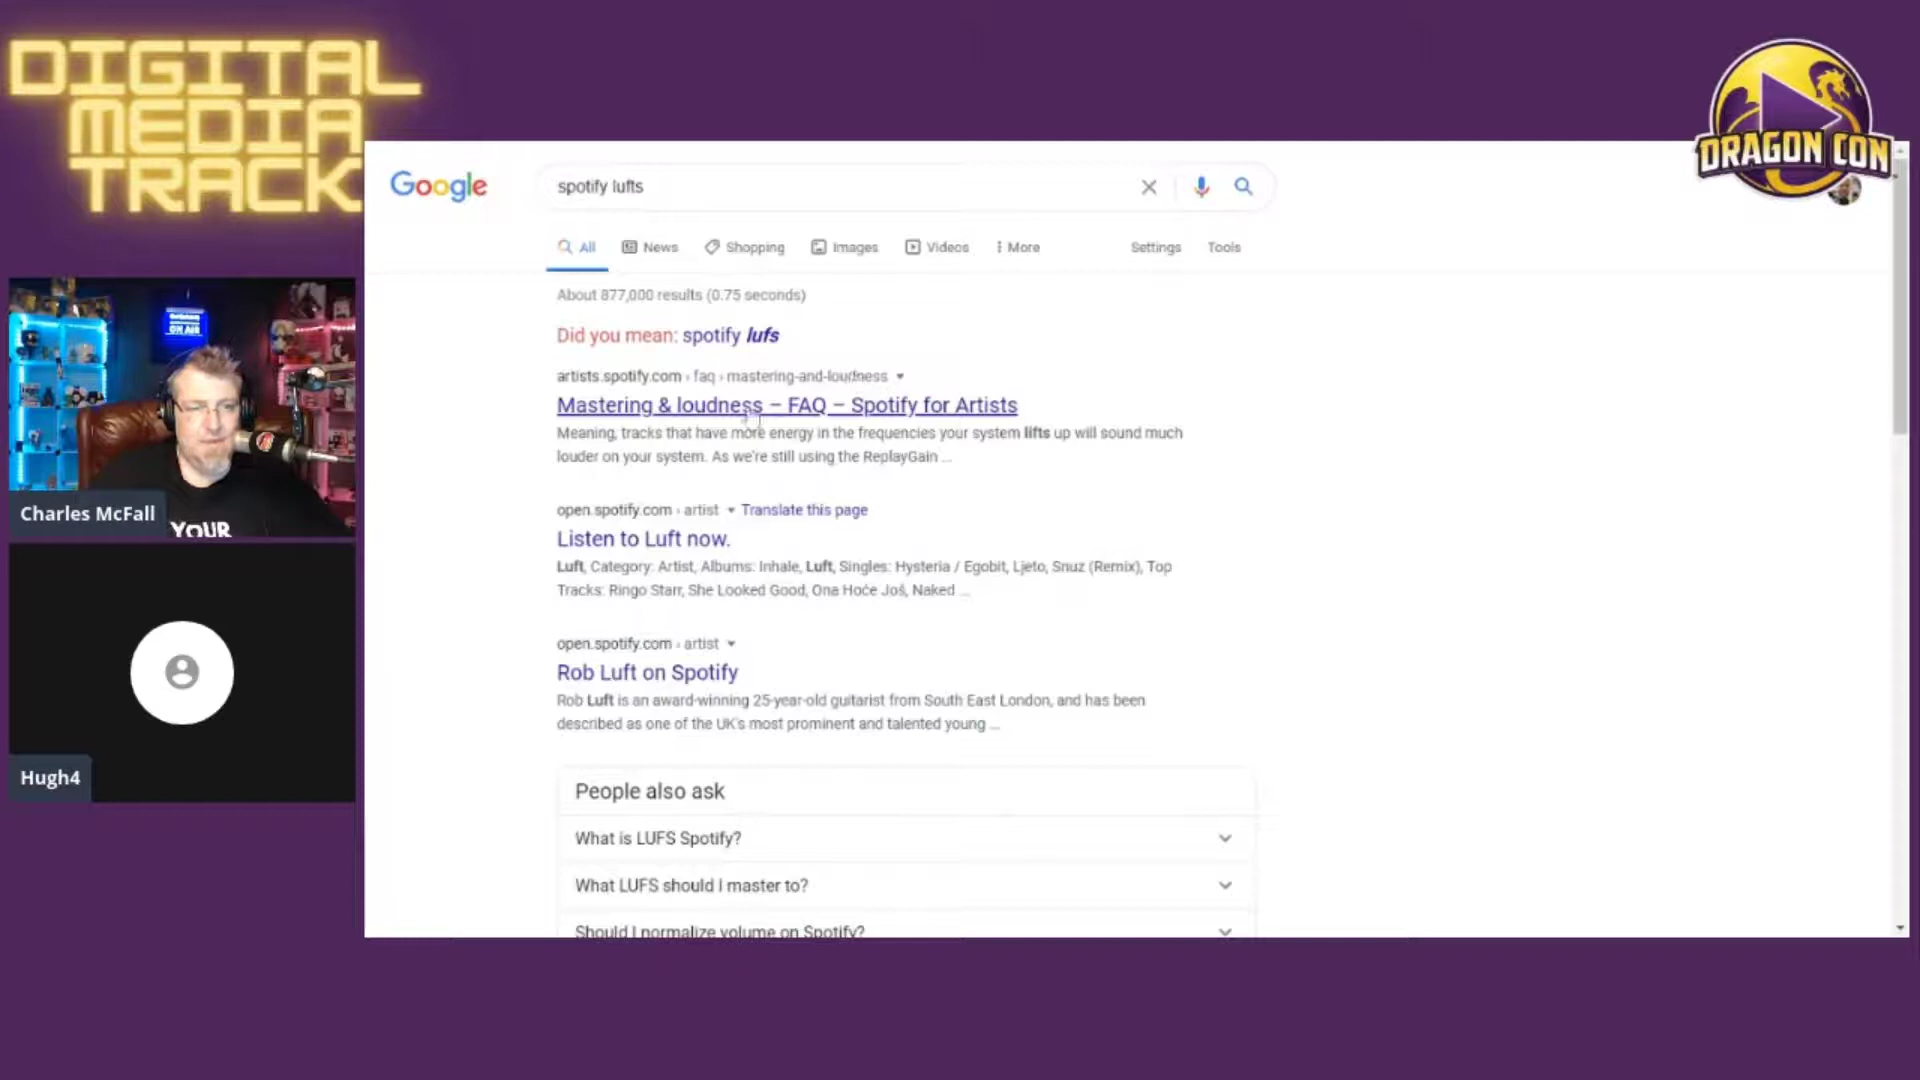 DIGITAL
MEDIA
TRACK
DRAGON CON
Google
spotify lufts
All
News
Shopping
Images
Videos
More
Settings
Tools
About 877,000 results (0.75 seconds)
Did you mean: spotify lufs
artists.spotify.com › faq › mastering-and-loudness
Mastering & loudness – FAQ – Spotify for Artists
Meaning, tracks that have more energy in the frequencies your system lifts up will sound much
louder on your system. As we're still using the ReplayGain ...
open.spotify.com › artist
Translate this page
Listen to Luft now.
Luft, Category: Artist, Albums: Inhale, Luft, Singles: Hysteria / Egobit, Ljeto, Snuz (Remix), Top
Tracks: Ringo Starr, She Looked Good, Ona Hoće Još, Naked ...
open.spotify.com › artist
Rob Luft on Spotify
Rob Luft is an award-winning 25-year-old guitarist from South East London, and has been
described as one of the UK's most prominent and talented young ...
People also ask
What is LUFS Spotify?
What LUFS should I master to?
Should I normalize volume on Spotify?
ON AIR
Charles McFall
YOUR
Hugh4